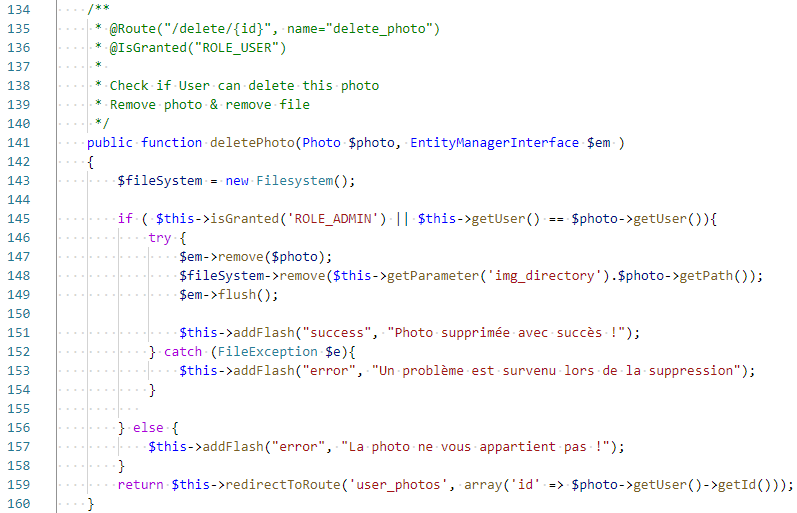 134 /**
135 * @Route("/delete/{id}", name="delete_photo")
136 * @IsGranted("ROLE_USER")
137 *
138 * Check if User can delete this photo
139 * Remove photo & remove file
140 */
141 public function deletePhoto(Photo $photo, EntityManagerInterface $em )
142 {
143 $fileSystem = new Filesystem();
144
145 if ( $this->isGranted('ROLE_ADMIN') || $this->getUser() == $photo->getUser()){
146 try {
147 $em->remove($photo);
148 $fileSystem->remove($this->getParameter('img_directory').$photo->getPath());
149 $em->flush();
150
151 $this->addFlash("success", "Photo supprimée avec succès !");
152 } catch (FileException $e){
153 $this->addFlash("error", "Un problème est survenu lors de la suppression");
154 }
155
156 } else {
157 $this->addFlash("error", "La photo ne vous appartient pas !");
158 }
159 return $this->redirectToRoute('user_photos', array('id' => $photo->getUser()->getId()));
160 }